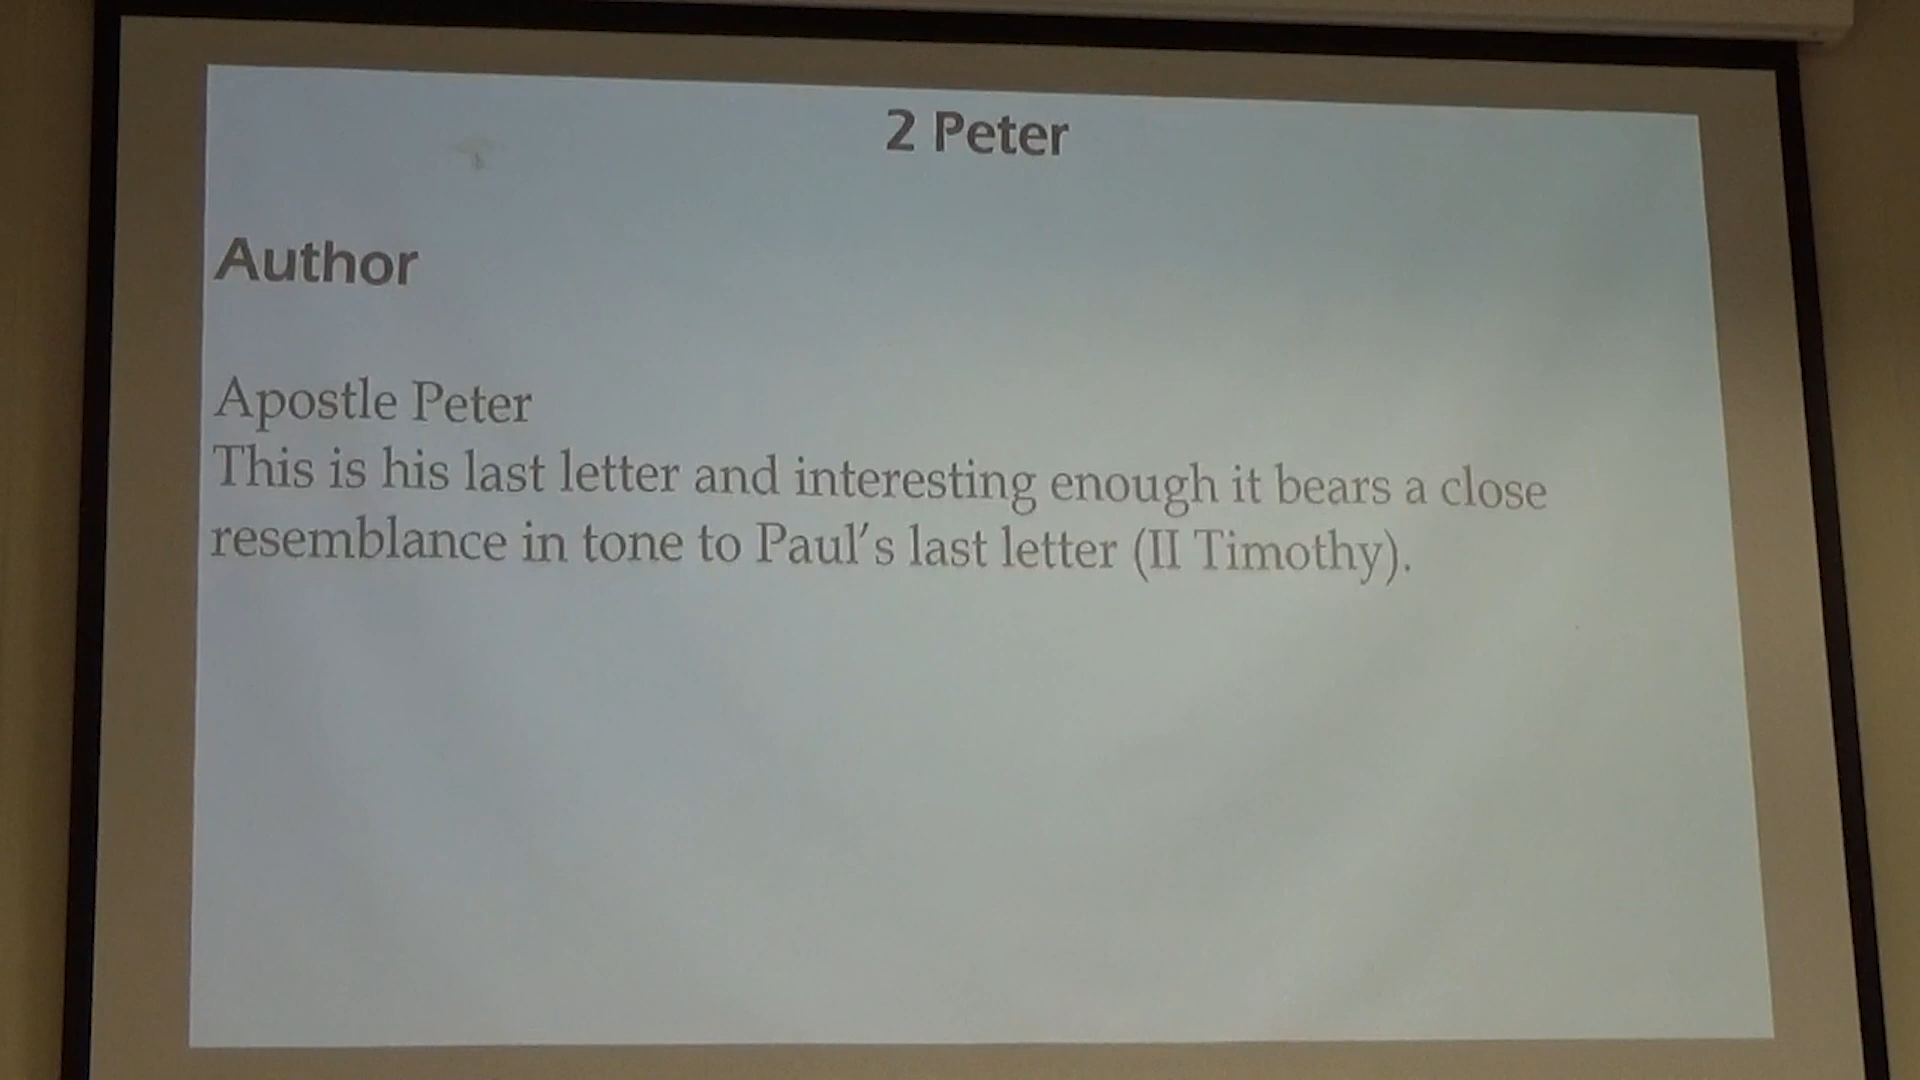 2 Peter
Author
Apostle Peter
This is his last letter and interesting enough it bears a close
resemblance in tone to Paul's last letter (II Timothy).